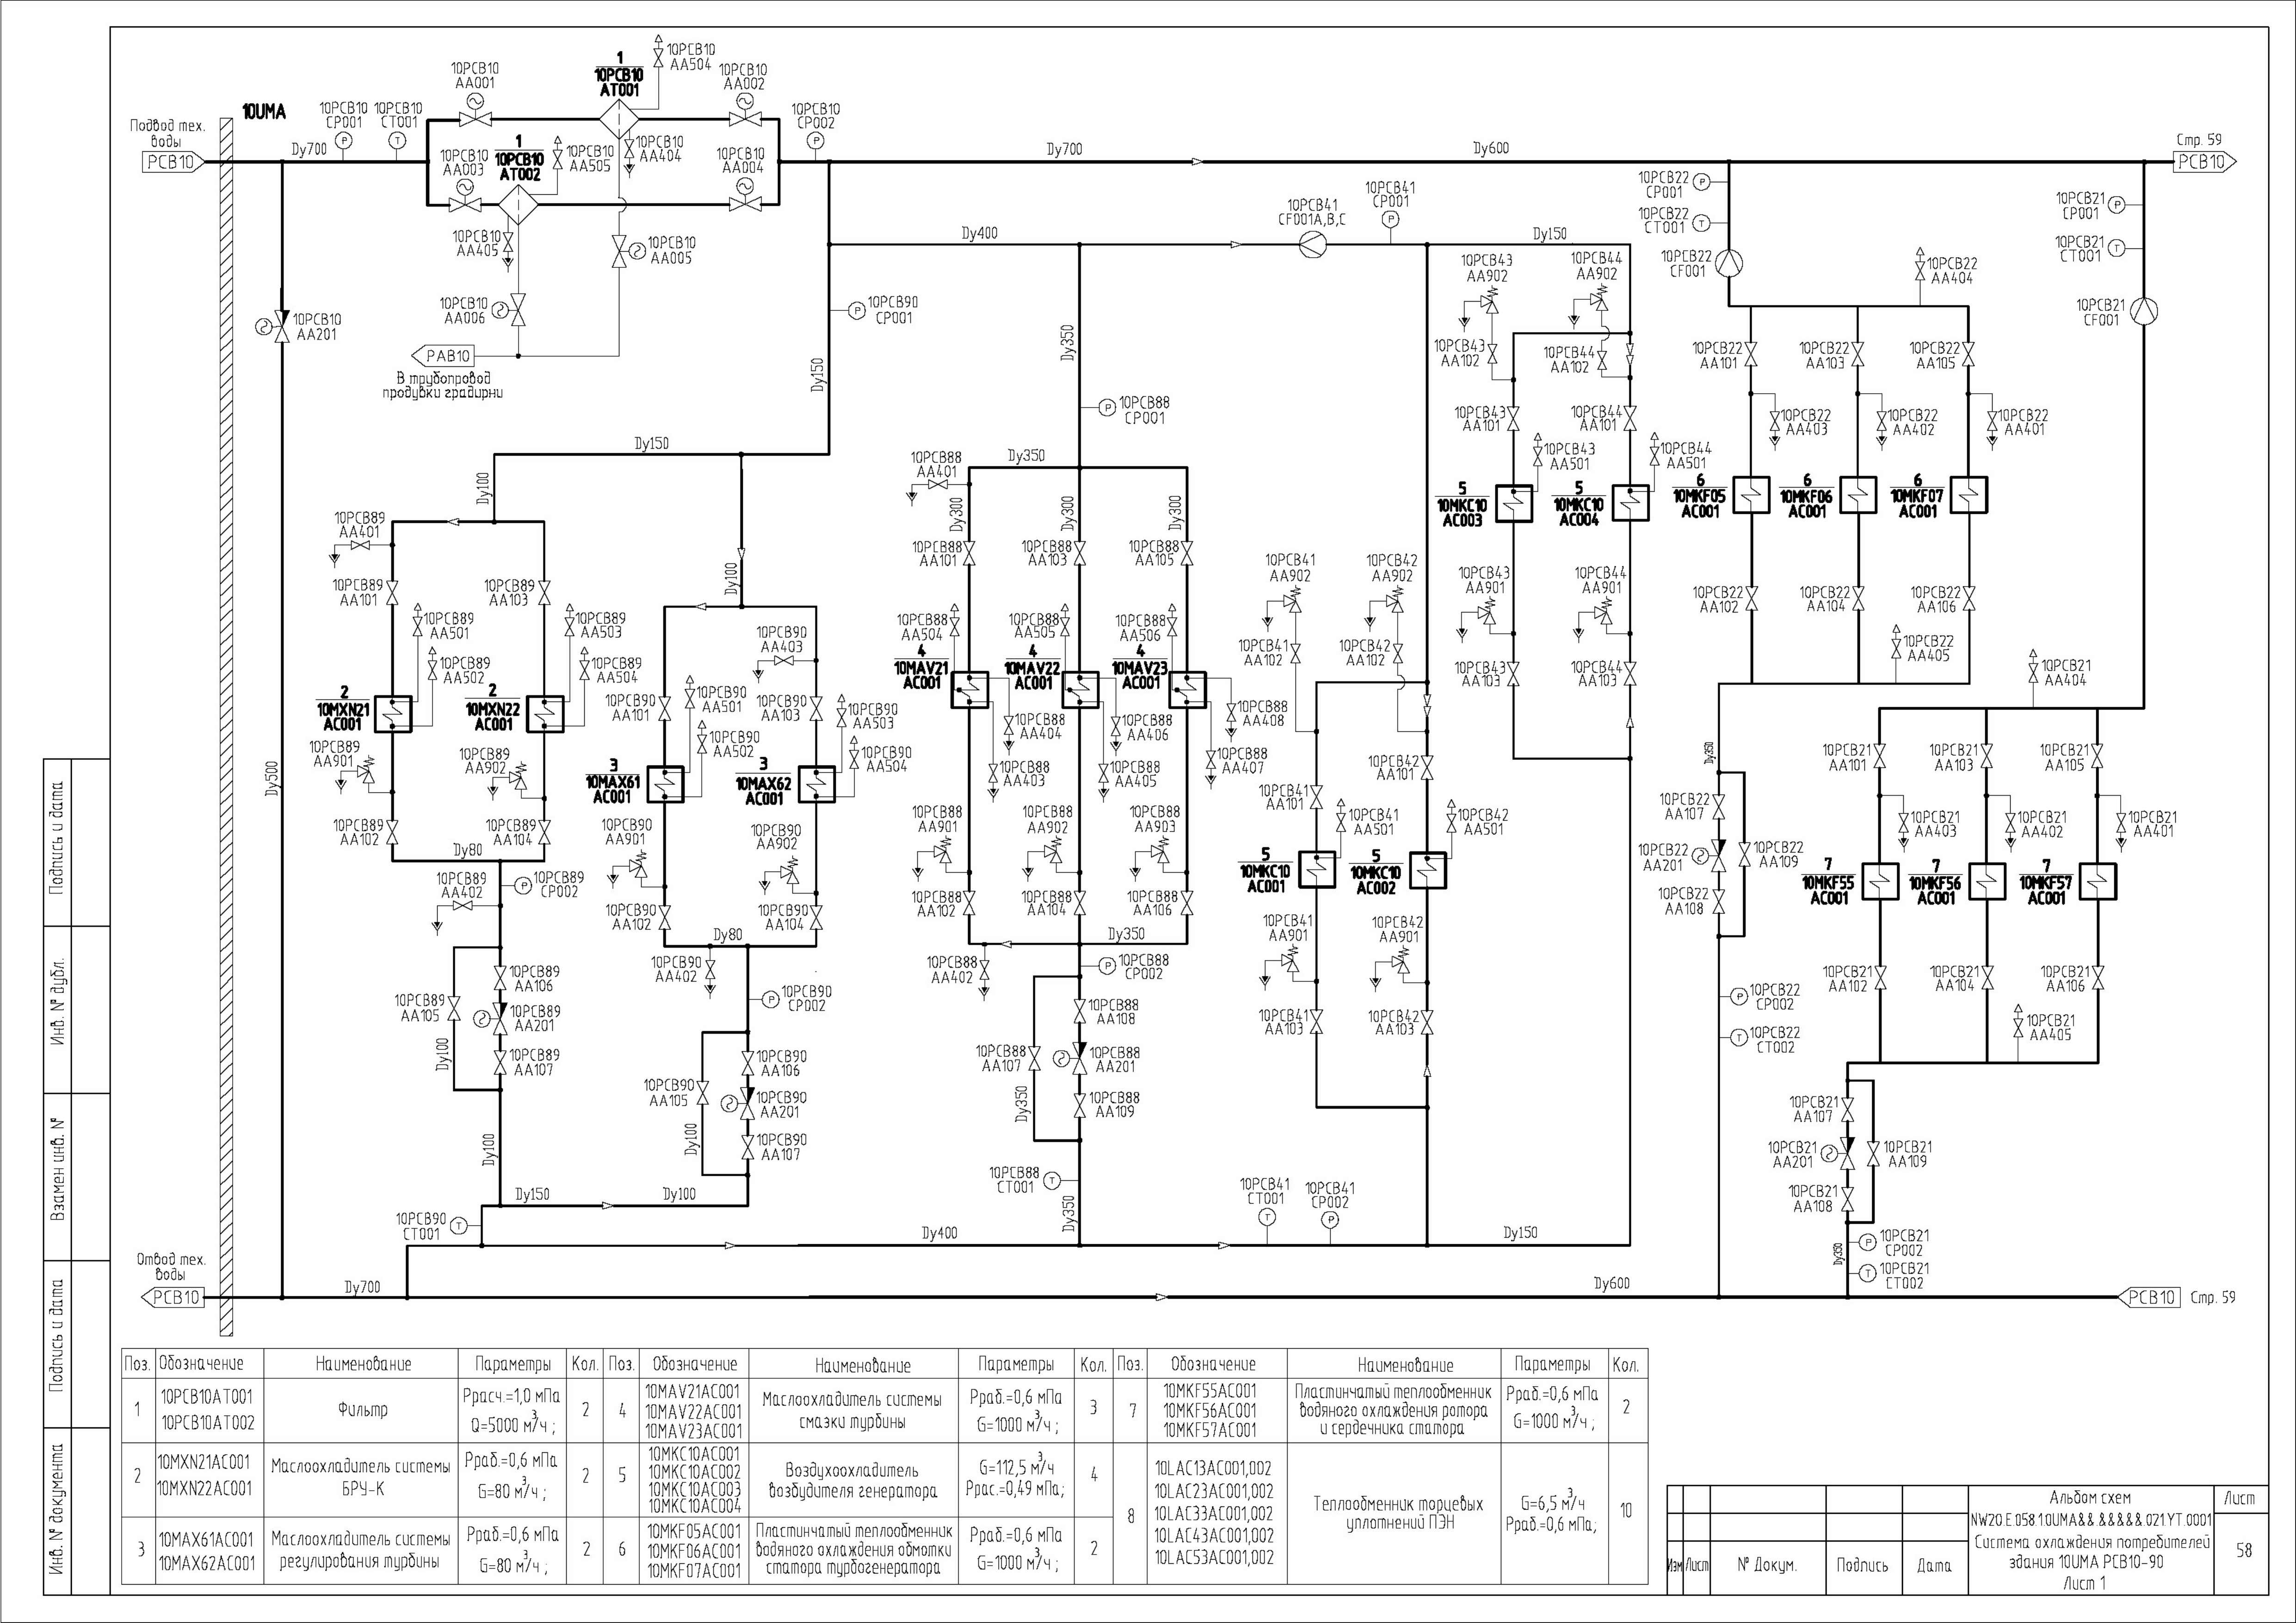 10UMA
Подвод тех.
воды
PCB10
Dy700
10PCB10
CP001
10PCB10
CT001
10PCB10
AA001
1
10PCB10
AT001
10PCB10
AA504
10PCB10
AA002
10PCB10
CP002
10PCB10
AA003
1
10PCB10
AT002
10PCB10
AA505
10PCB10
AA404
10PCB10
AA004
10PCB10
AA405
10PCB10
AA005
10PCB10
AA006
10PCB10
AA201
PAB10
В трубопровод
продувки градирни
Dy700
Dy600
Стр. 59
PCB10
Dy400
10PCB41
CF001A,B,C
10PCB41
CP001
Dy150
10PCB90
CP001
Dy150
Dy150
Dy100
10PCB89
AA401
10PCB89
AA101
10PCB89
AA103
10PCB89
AA501
10PCB89
AA503
10PCB89
AA502
10PCB89
AA504
2
10MXN21
AC001
2
10MXN22
AC001
10PCB89
AA901
10PCB89
AA902
10PCB89
AA102
10PCB89
AA104
Dy80
10PCB89
AA402
10PCB89
CP002
10PCB89
AA106
10PCB89
AA105
10PCB89
AA201
10PCB89
AA107
Dy100
Dy100
Dy500
Dy100
10PCB90
AA403
10PCB90
AA101
10PCB90
AA501
10PCB90
AA103
10PCB90
AA503
10PCB90
AA502
10PCB90
AA504
3
10MAX61
AC001
3
10MAX62
AC001
10PCB90
AA901
10PCB90
AA902
10PCB90
AA102
10PCB90
AA104
Dy80
10PCB90
AA402
10PCB90
CP002
10PCB90
AA106
10PCB90
AA105
10PCB90
AA201
10PCB90
AA107
Dy100
Dy150
Dy100
10PCB90
CT001
Dy350
10PCB88
CP001
Dy350
10PCB88
AA401
Dy300
Dy300
Dy300
10PCB88
AA101
10PCB88
AA103
10PCB88
AA105
10PCB88
AA504
10PCB88
AA505
10PCB88
AA506
4
10MAV21
AC001
4
10MAV22
AC001
4
10MAV23
AC001
10PCB88
AA404
10PCB88
AA406
10PCB88
AA408
10PCB88
AA403
10PCB88
AA405
10PCB88
AA407
10PCB88
AA901
10PCB88
AA902
10PCB88
AA903
10PCB88
AA102
10PCB88
AA104
10PCB88
AA106
Dy350
10PCB88
AA402
10PCB88
CP002
10PCB88
AA108
10PCB88
AA107
10PCB88
AA201
10PCB88
AA109
Dy350
10PCB88
CT001
Dy350
10PCB43
AA902
10PCB44
AA902
10PCB43
AA102
10PCB44
AA102
10PCB43
AA101
10PCB44
AA101
10PCB43
AA501
10PCB44
AA501
5
10MKC10
AC003
5
10MKC10
AC004
10PCB43
AA901
10PCB44
AA901
10PCB43
AA103
10PCB44
AA103
10PCB41
AA902
10PCB42
AA902
10PCB41
AA102
10PCB42
AA102
10PCB42
AA101
10PCB41
AA101
10PCB41
AA501
10PCB42
AA501
5
10MKC10
AC001
5
10MKC10
AC002
10PCB41
AA901
10PCB42
AA901
10PCB41
AA103
10PCB42
AA103
10PCB41
CT001
10PCB41
CP002
Dy400
Dy150
10PCB22
CP001
10PCB22
CT001
10PCB22
CF001
10PCB22
AA404
10PCB22
AA101
10PCB22
AA103
10PCB22
AA105
10PCB22
AA403
10PCB22
AA402
10PCB22
AA401
6
10MKF05
AC001
6
10MKF06
AC001
6
10MKF07
AC001
10PCB22
AA102
10PCB22
AA104
10PCB22
AA106
10PCB22
AA405
Dy350
10PCB22
AA107
10PCB22
AA201
10PCB22
AA109
10PCB22
AA108
10PCB22
CP002
10PCB22
CT002
10PCB21
CP001
10PCB21
CT001
10PCB21
CF001
10PCB21
AA404
10PCB21
AA101
10PCB21
AA103
10PCB21
AA105
10PCB21
AA403
10PCB21
AA402
10PCB21
AA401
7
10MKF55
AC001
7
10MKF56
AC001
7
10MKF57
AC001
10PCB21
AA102
10PCB21
AA104
10PCB21
AA106
10PCB21
AA405
10PCB21
AA107
10PCB21
AA201
10PCB21
AA109
10PCB21
AA108
10PCB21
CP002
Dy350
10PCB21
CT002
Отвод тех.
воды
PCB10
Dy700
Dy600
PCB10
Стр. 59
Поз. Обозначение Наименование Параметры Кол.
1 10PCB10AT001
10PCB10AT002
Фильтр
Ррасч.=1,0 мПа
Q=5000 м³/ч ;
2
2 10MXN21AC001
10MXN22AC001
Маслоохладитель системы
БРУ-К
Рраб.=0,6 мПа
G=80 м³/ч ;
2
3 10MAX61AC001
10MAX62AC001
Маслоохладитель системы
регулирования турбины
Рраб.=0,6 мПа
G=80 м³/ч ;
2
Поз. Обозначение Наименование Параметры Кол.
4 10MAV21AC001
10MAV22AC001
10MAV23AC001
Маслоохладитель системы
смазки турбины
Рраб.=0,6 мПа
G=1000 м³/ч ;
3
5 10MKC10AC001
10MKC10AC002
10MKC10AC003
10MKC10AC004
Воздухоохладитель
возбудителя генератора
G=112,5 м³/ч
Ррас.=0,49 мПа;
4
6 10MKF05AC001
10MKF06AC001
10MKF07AC001
Пластинчатый теплообменник
водяного охлаждения обмотки
статора турбогенератора
Рраб.=0,6 мПа
G=1000 м³/ч ;
2
Поз. Обозначение Наименование Параметры Кол.
7 10MKF55AC001
10MKF56AC001
10MKF57AC001
Пластинчатый теплообменник
водяного охлаждения ротора
и сердечника статора
Рраб.=0,6 мПа
G=1000 м³/ч ;
2
8 10LAC13AC001,002
10LAC23AC001,002
10LAC33AC001,002
10LAC43AC001,002
10LAC53AC001,002
Теплообменник торцевых
уплотнений ПЭН
G=6,5 м³/ч
Рраб.=0,6 мПа;
10
Альбом схем
NW20.E.058.1.0UMA&&.&&&&&.021.YT.0001
Система охлаждения потребителей
здания 10UMA PCB10-90
Лист 1
Лист
58
Изм Лист № Докум. Подпись Дата
Подпись и дата
Инв. № дубл.
Взамен инв. №
Подпись и дата
Инв. № документа